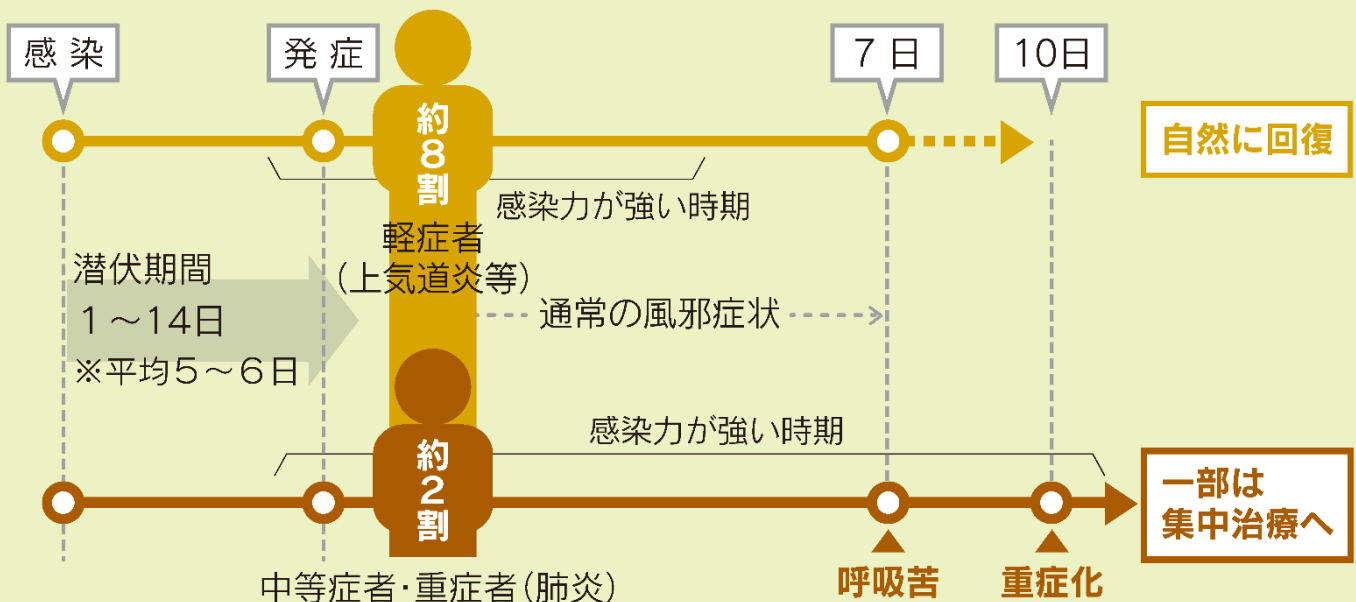 感染
発症
7日
10日
約8割
自然に回復
感染力が強い時期
軽症者
(上気道炎等)
潜伏期間
1～14日
※平均5～6日
通常の風邪症状
感染力が強い時期
約2割
一部は
集中治療へ
中等症者・重症者(肺炎)
呼吸苦
重症化